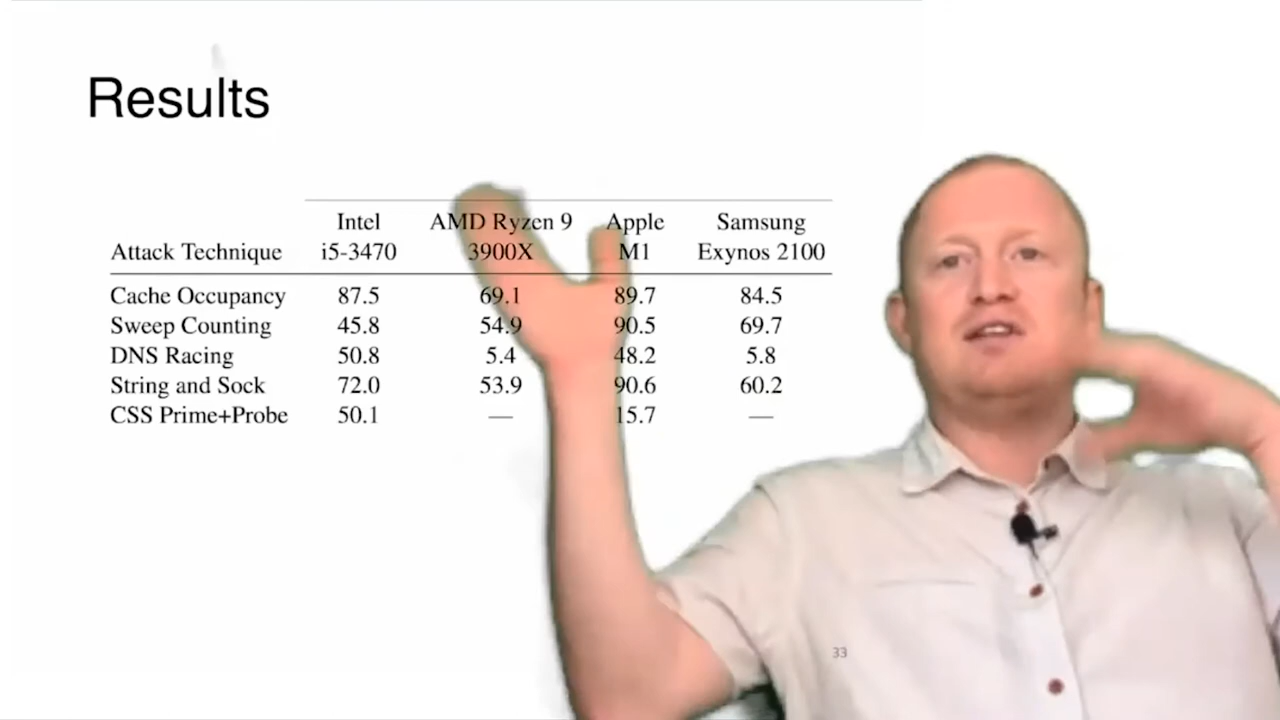 Results
Intel AMD Ryzen 9 Apple Samsung
Attack Technique i5-3470 3900X M1 Exynos 2100
Cache Occupancy 87.5 69.1 89.7 84.5
Sweep Counting 45.8 54.9 90.5 69.7
DNS Racing 50.8 5.4 48.2 5.8
String and Sock 72.0 53.9 90.6 60.2
CSS Prime+Probe 50.1 — 15.7 —
33